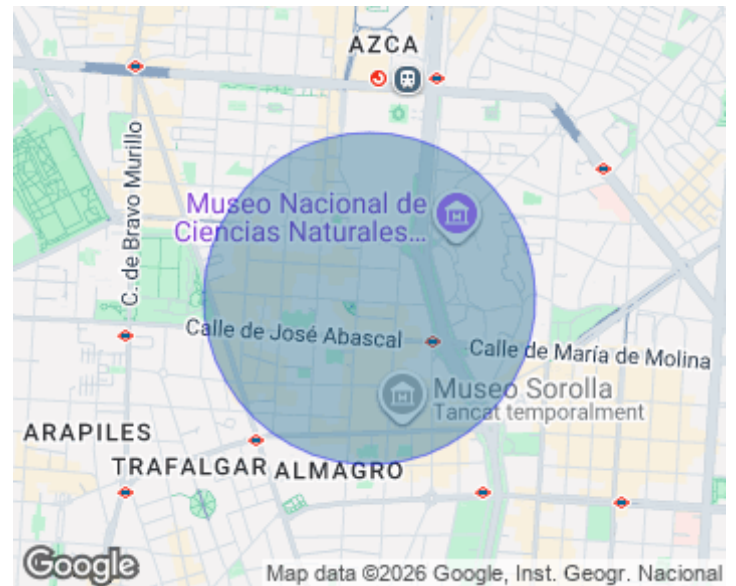 AZCA
C. de Bravo Murillo
Museo Nacional de
Ciencias Naturales...
Calle de José Abascal
Calle de María de Molina
Museo Sorolla
Tancat temporalment
ARAPILES
TRAFALGAR
ALMAGRO
Google
Map data ©2026 Google, Inst. Geogr. Nacional